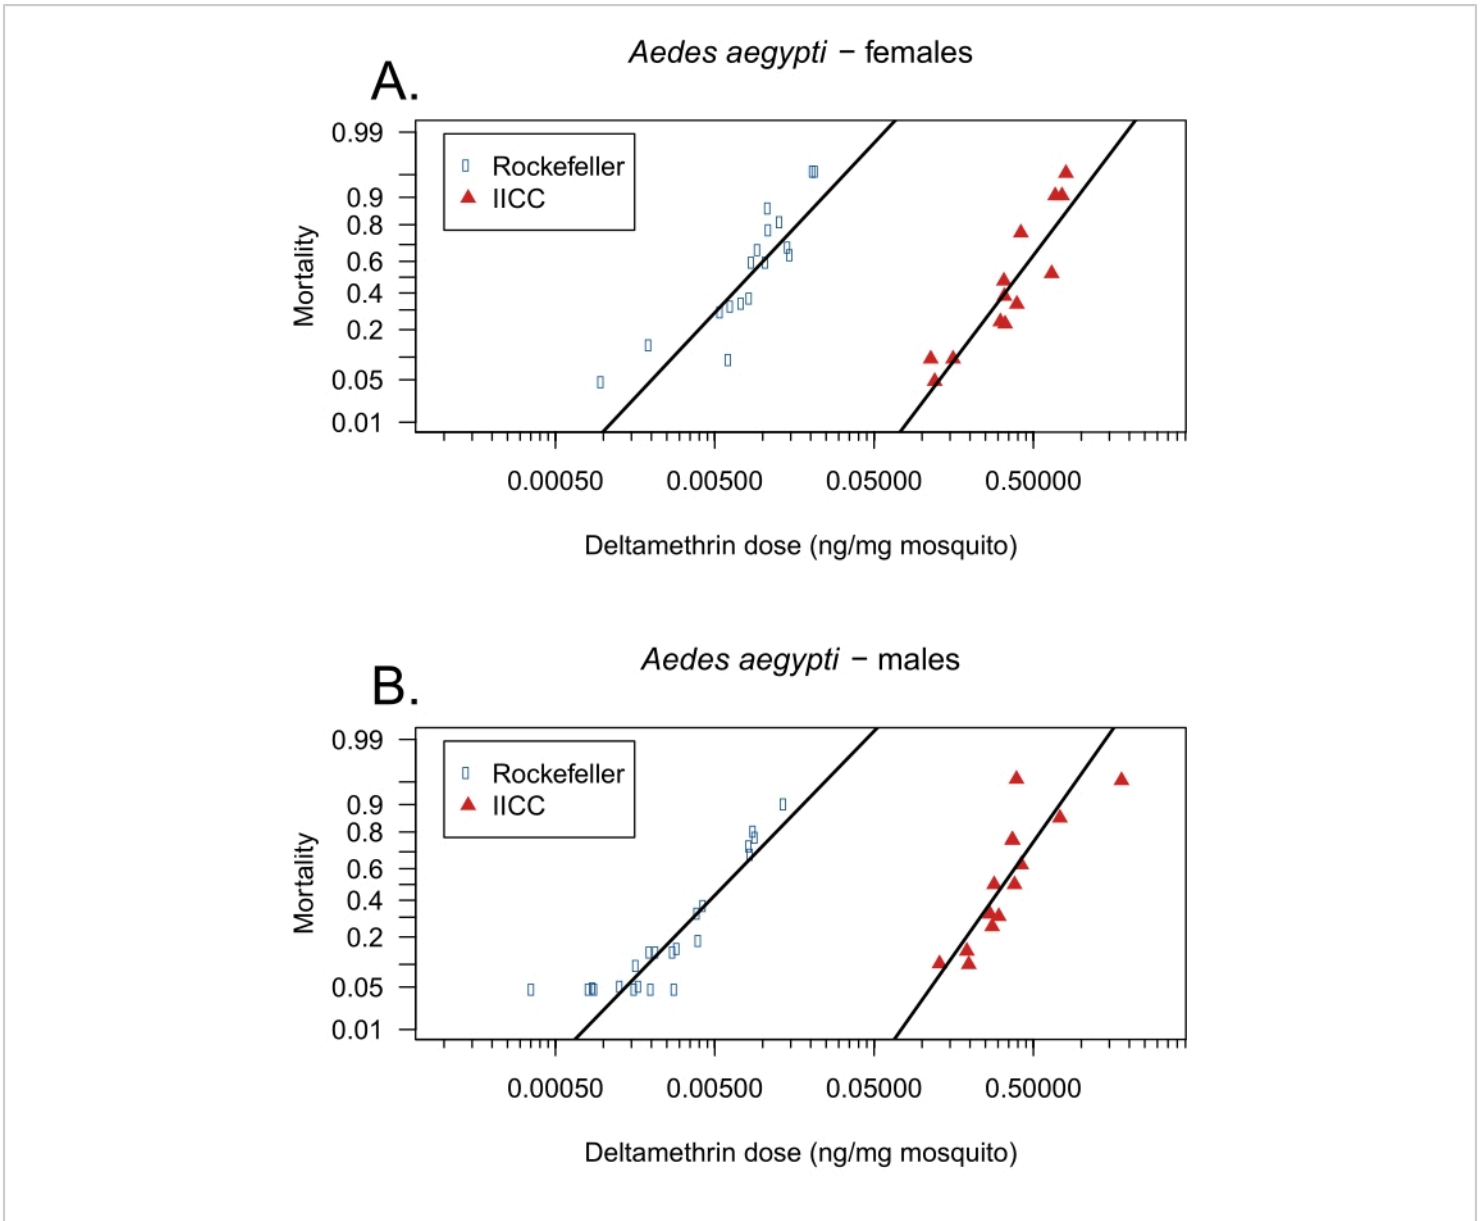 Aedes aegypti − females
A.
0.99
0.9
0.8
0.6
0.4
0.2
0.05
0.01
Mortality
Rockefeller
IICC
0.00050 0.00500 0.05000 0.50000
Deltamethrin dose (ng/mg mosquito)
Aedes aegypti − males
B.
0.99
0.9
0.8
0.6
0.4
0.2
0.05
0.01
Mortality
Rockefeller
IICC
0.00050 0.00500 0.05000 0.50000
Deltamethrin dose (ng/mg mosquito)